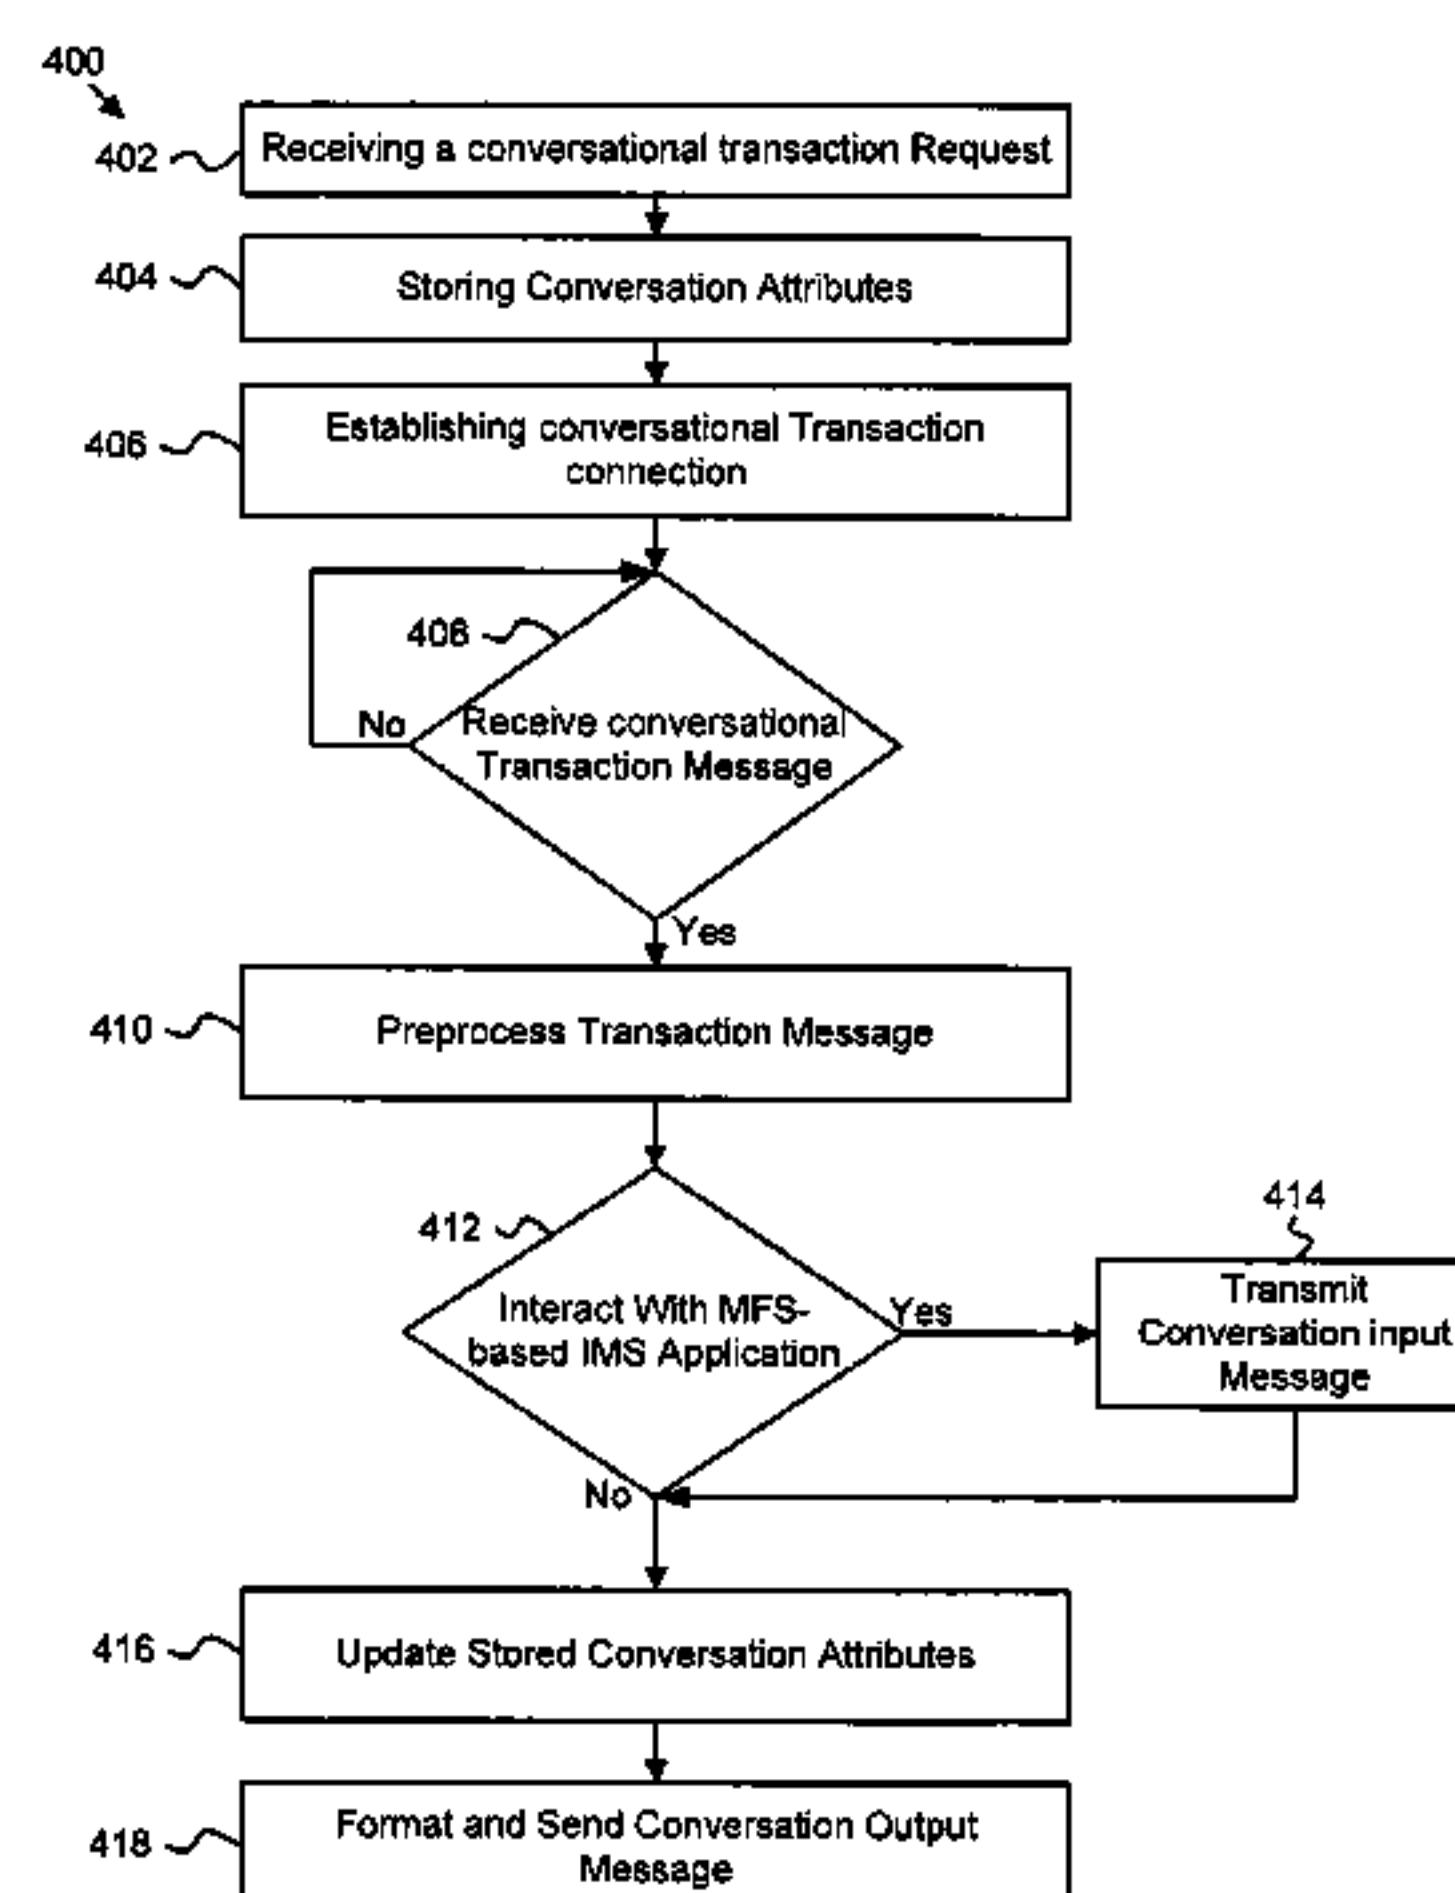 400
402
Receiving a conversational transaction Request
404
Storing Conversation Attributes
406
Establishing conversational Transaction
connection
408
No
Receive conversational
Transaction Message
Yes
410
Preprocess Transaction Message
412
414
Interact With MFS-
based IMS Application
Yes
Transmit
Conversation input
Message
No
416
Update Stored Conversation Attributes
418
Format and Send Conversation Output
Message